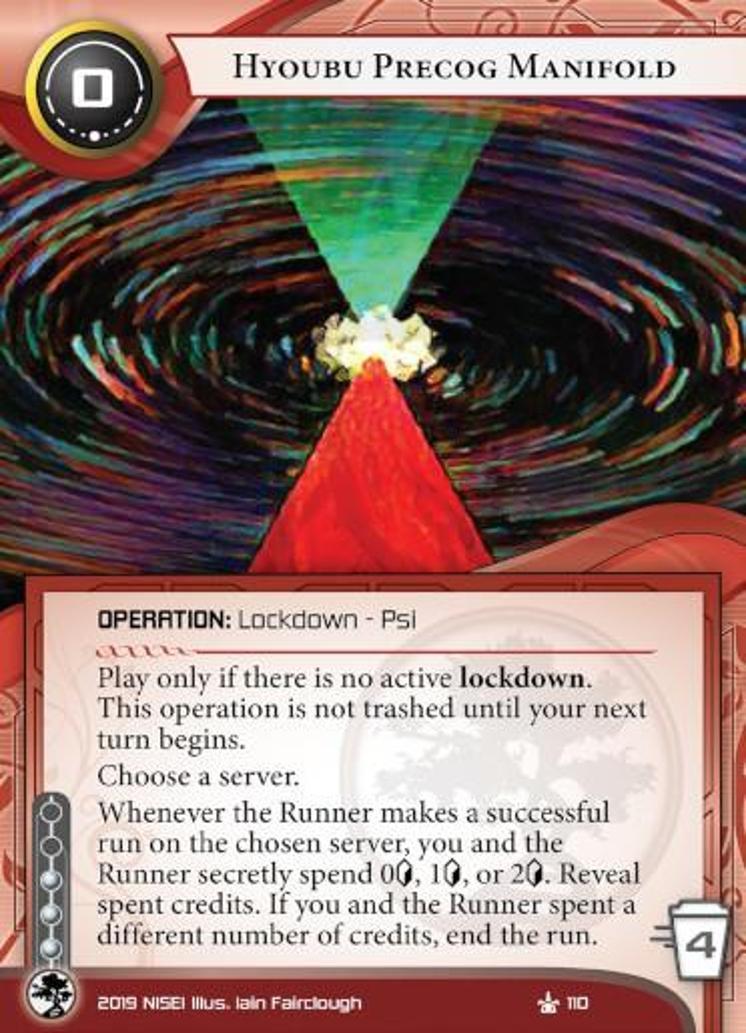 0
HYOUBU PRECOG MANIFOLD
OPERATION: Lockdown - Psi
Play only if there is no active lockdown.
This operation is not trashed until your next
turn begins.
Choose a server.
Whenever the Runner makes a successful
run on the chosen server, you and the
Runner secretly spend 0, 1, or 2. Reveal
spent credits. If you and the Runner spent a
different number of credits, end the run.
4
2019 NISEI Illus. Iain Fairclough
110